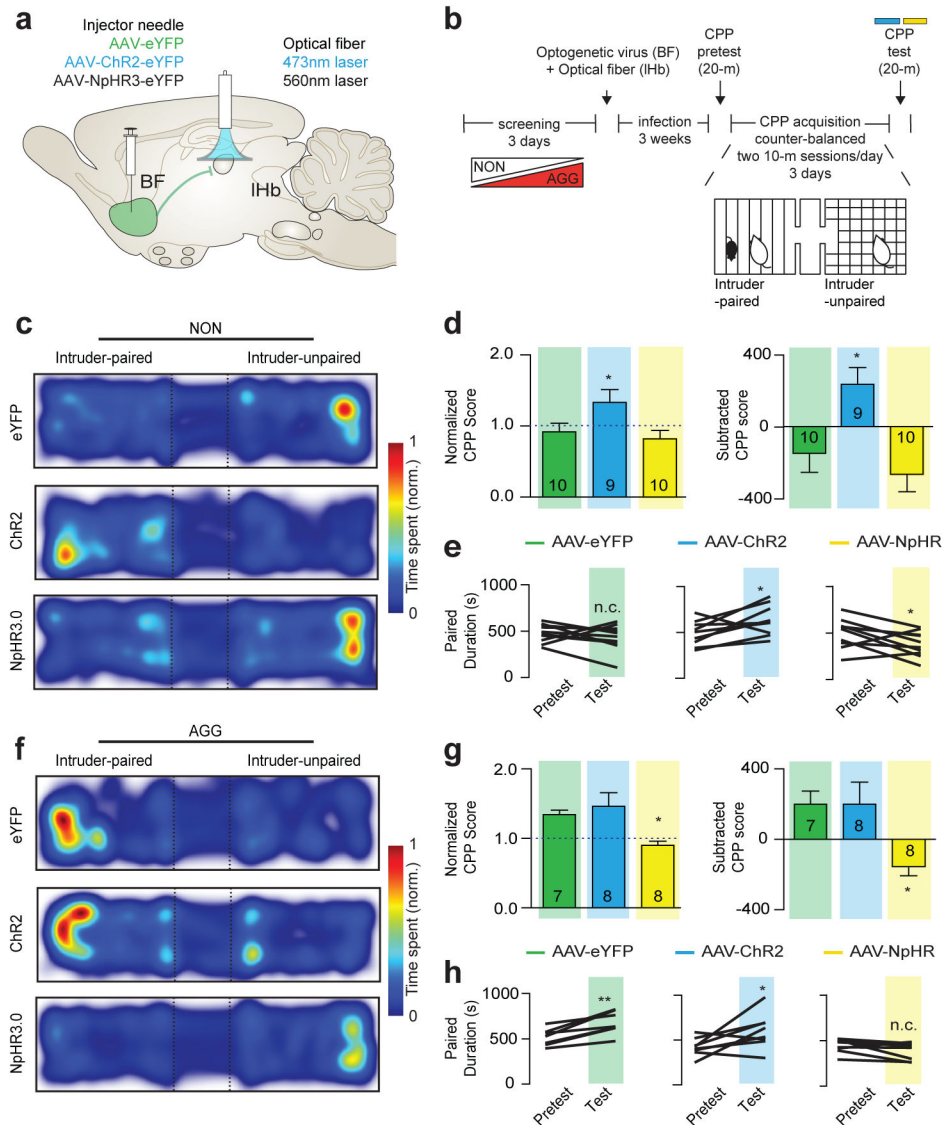 a
Injector needle
AAV-eYFP
AAV-ChR2-eYFP
AAV-NpHR3-eYFP
Optical fiber
473nm laser
560nm laser
BF
lHb
b
Optogenetic virus (BF)
+ Optical fiber (lHb)
CPP
pretest
(20-m)
CPP
test
(20-m)
screening
3 days
infection
3 weeks
CPP acquisition
counter-balanced
two 10-m sessions/day
3 days
NON
AGG
Intruder
-paired
Intruder
-unpaired
c
NON
Intruder-paired
Intruder-unpaired
eYFP
ChR2
NpHR3.0
1
Time spent (norm.)
0
d
Normalized
CPP Score
2.0
1.0
0.0
*
10
9
10
Subtracted
CPP score
400
0
-400
*
10
9
10
AAV-eYFP
AAV-ChR2
AAV-NpHR
e
Paired
Duration (s)
1000
500
0
n.c.
*
*
Pretest
Test
Pretest
Test
Pretest
Test
f
AGG
Intruder-paired
Intruder-unpaired
eYFP
ChR2
NpHR3.0
1
Time spent (norm.)
0
g
Normalized
CPP Score
2.0
1.0
0.0
*
7
8
8
Subtracted
CPP Score
400
0
-400
7
8
8
*
AAV-eYFP
AAV-ChR2
AAV-NpHR
h
Paired
Duration (s)
1000
500
0
**
*
n.c.
Pretest
Test
Pretest
Test
Pretest
Test